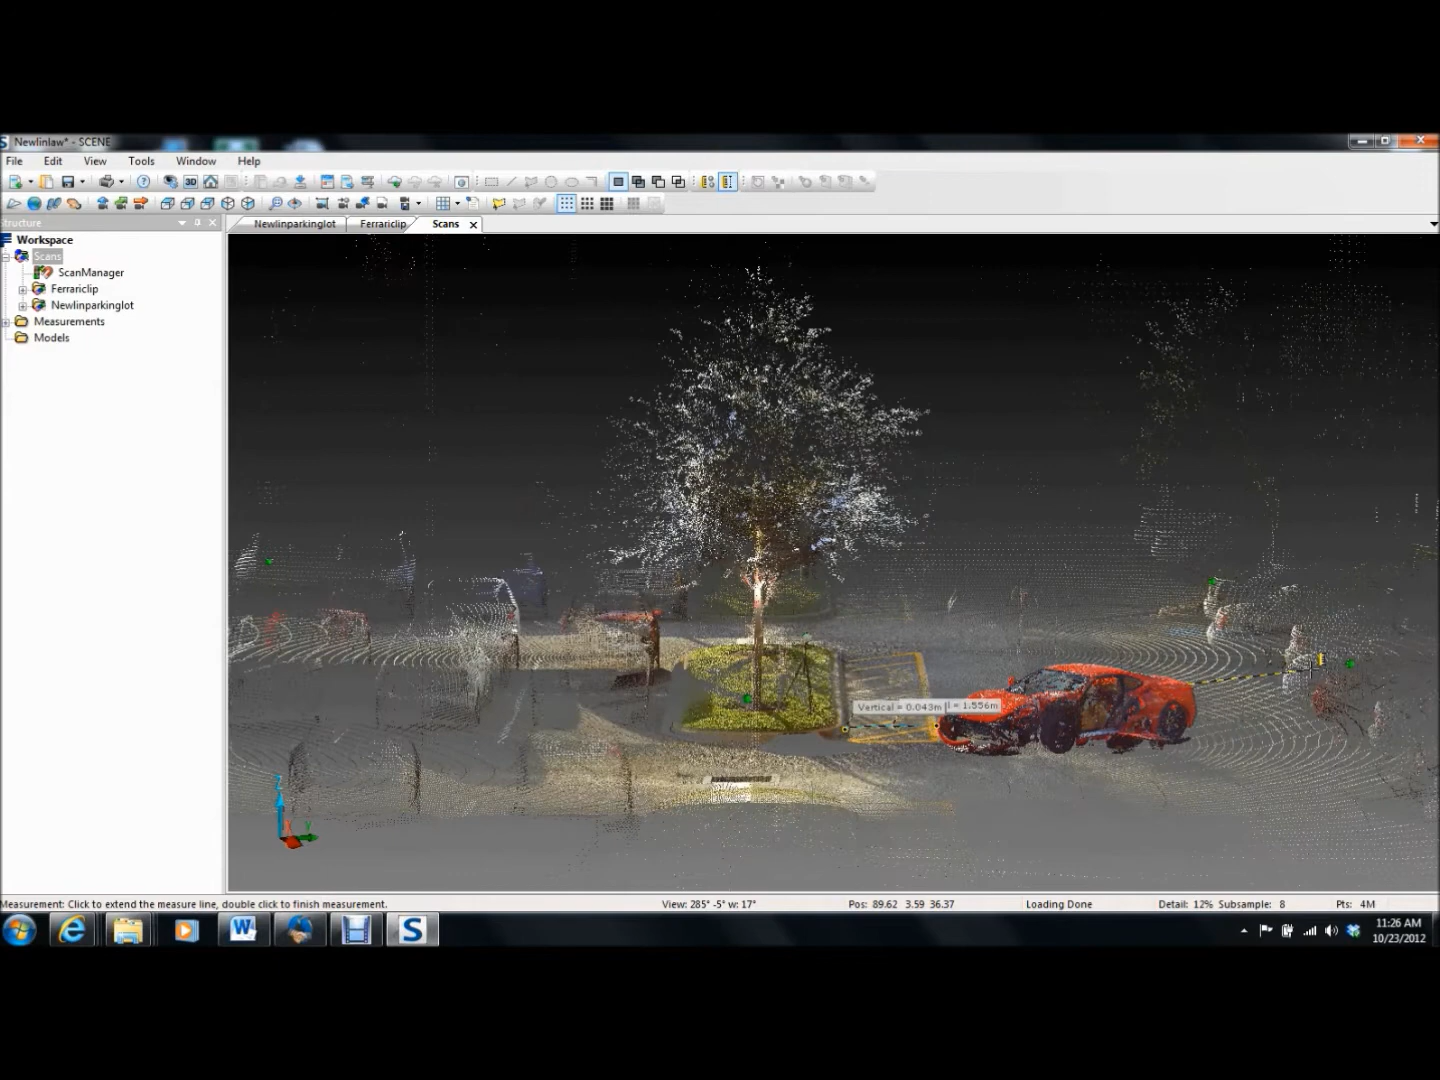 Newlinlaw* - SCENE
File Edit View Tools Window Help
3D
Structure
Newlinparkinglot Ferrariclip Scans
Workspace
Scans
ScanManager
Ferrariclip
Newlinparkinglot
Measurements
Models
Vertical = 0.043m l = 1.556m
Z
Y
Measurement: Click to extend the measure line, double click to finish measurement. View: 285° -5° w: 17° Pos: 89.62 3.59 36.37 Loading Done Detail: 12% Subsample: 8 Pts: 4M
11:26 AM
10/23/2012